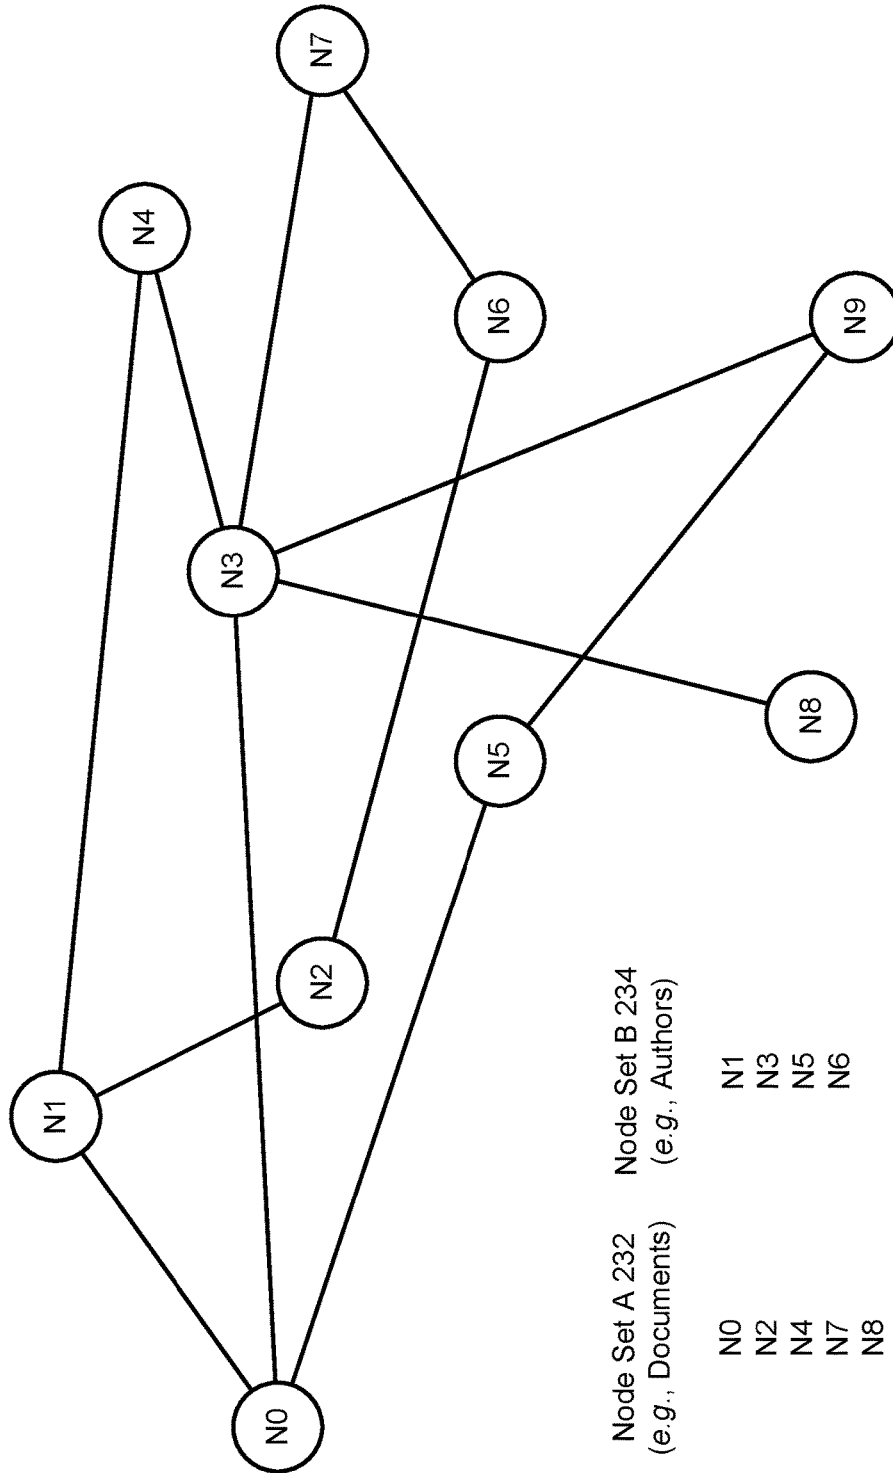 N0
N1
N2
N3
N4
N5
N6
N7
N8
N9
Node Set A 232
(e.g., Documents)
N0
N2
N4
N7
N8
Node Set B 234
(e.g., Authors)
N1
N3
N5
N6